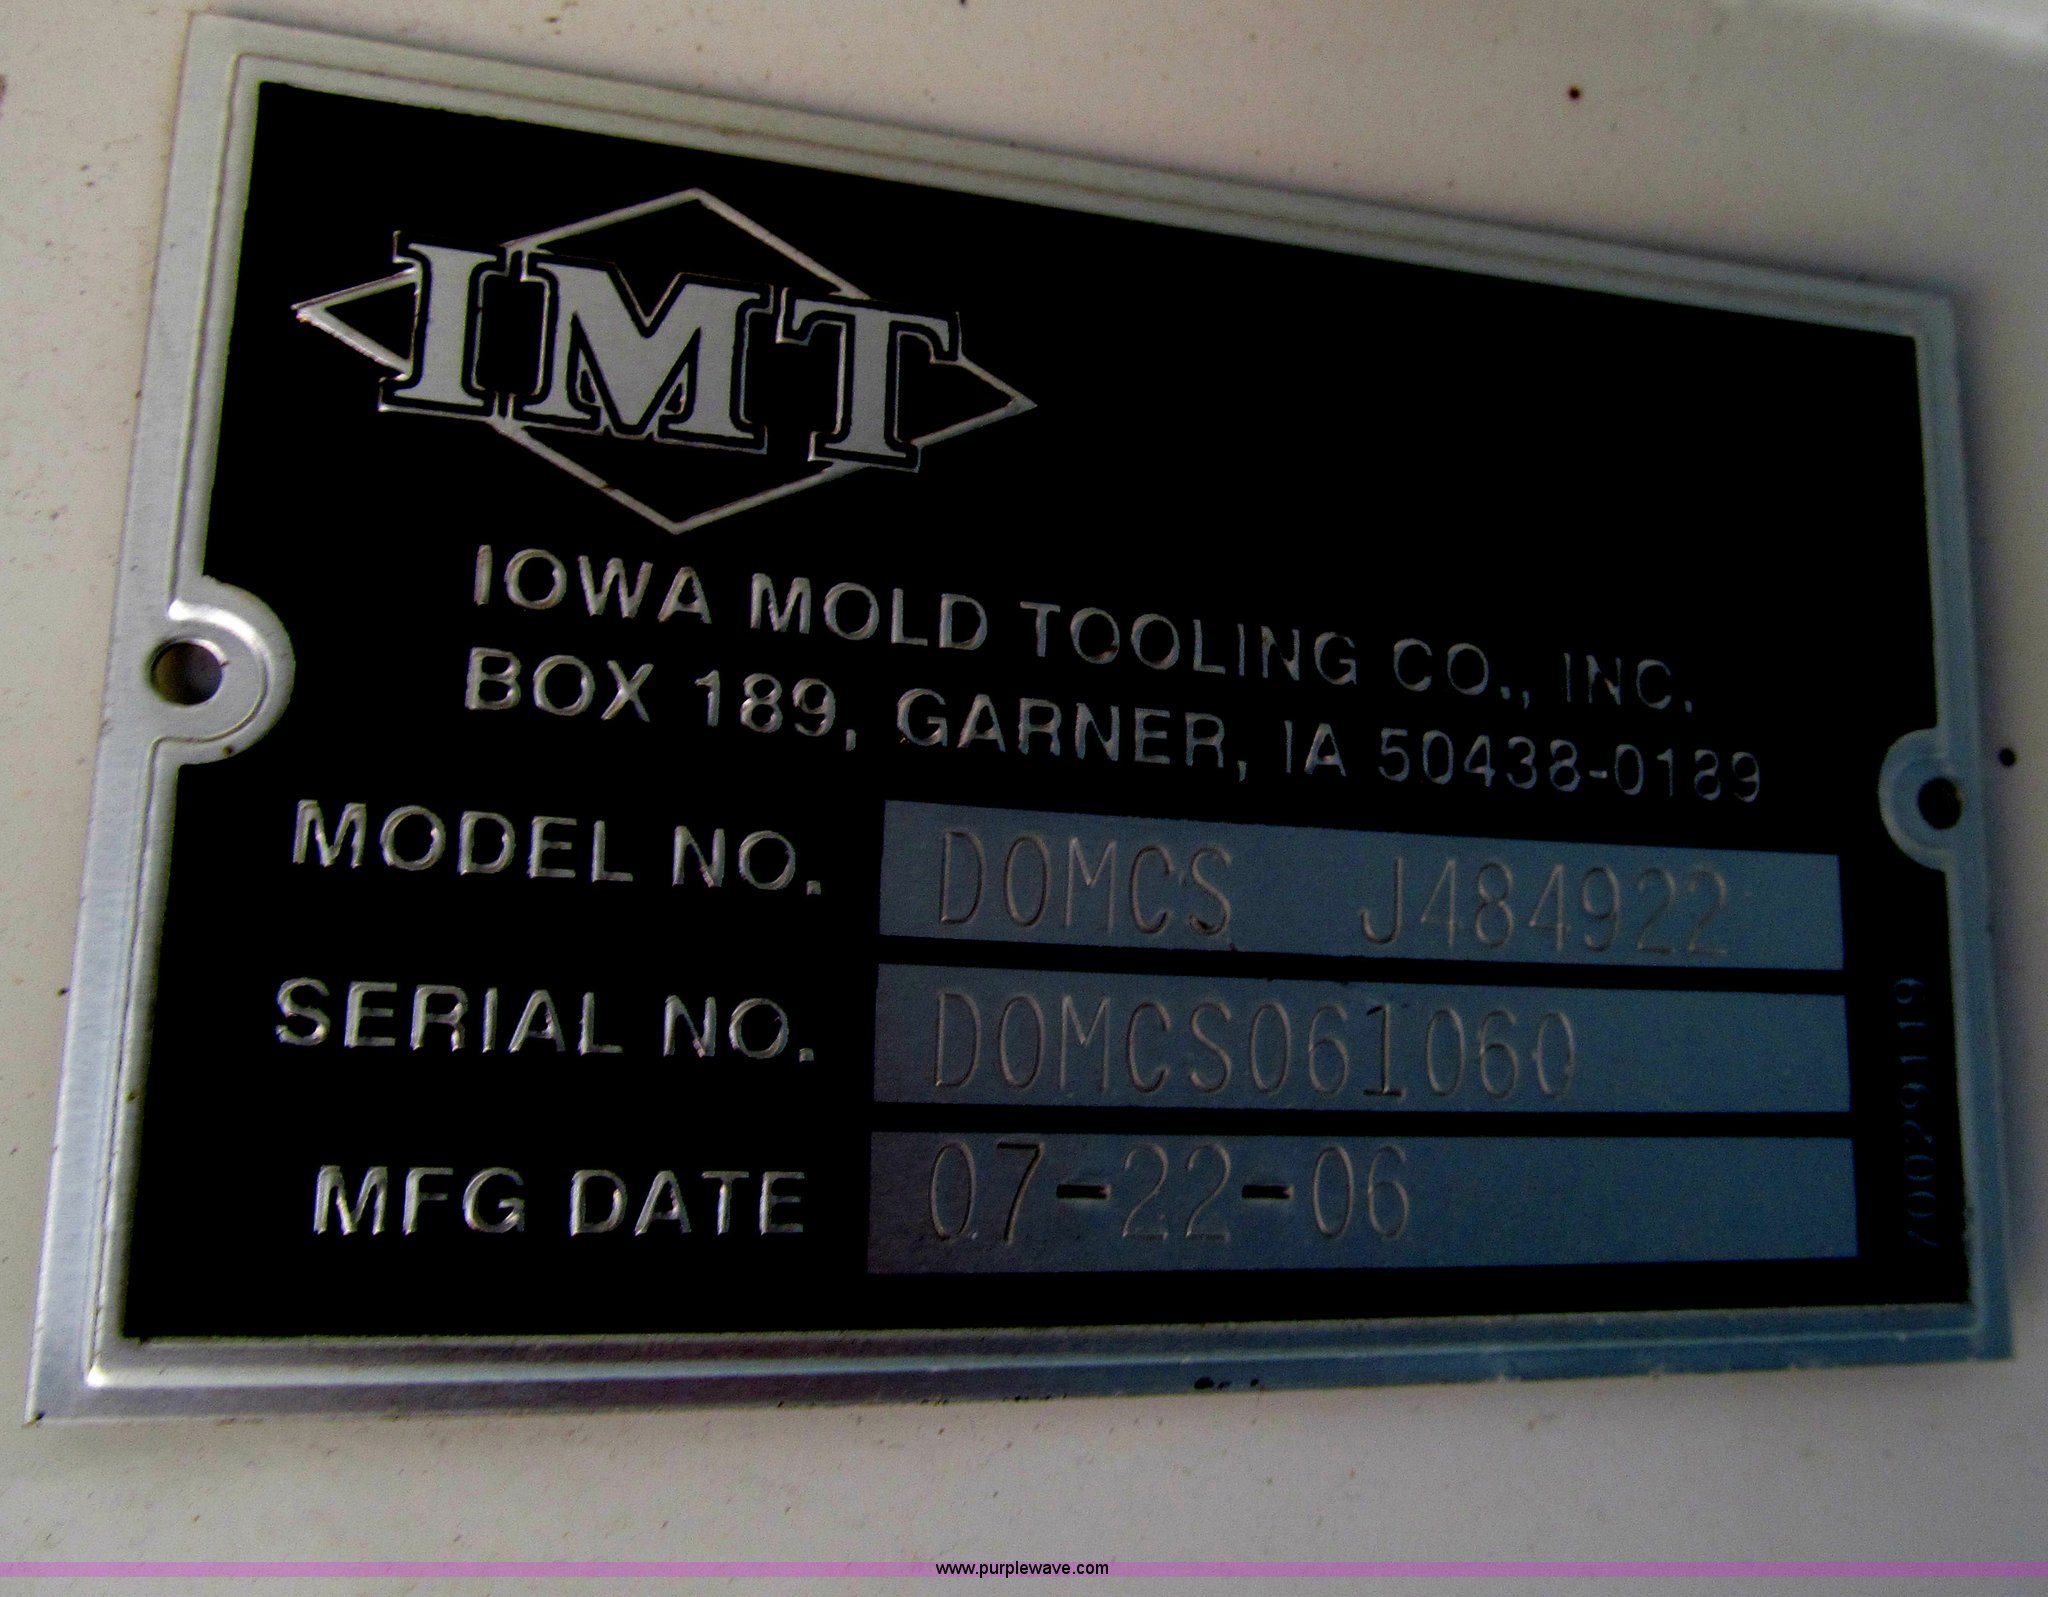 IMT
IOWA MOLD TOOLING CO., INC.
BOX 189, GARNER, IA 50438-0189
MODEL NO. DOMCS J484922
SERIAL NO. DOMCS061060
MFG DATE 07-22-06
70029119
www.purplewave.com